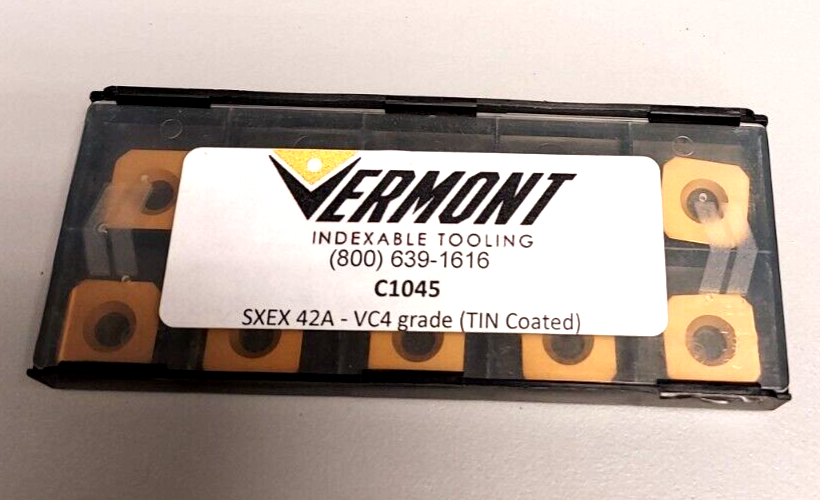 VERMONT
INDEXABLE TOOLING
(800) 639-1616
C1045
SXEX 42A - VC4 grade (TIN Coated)